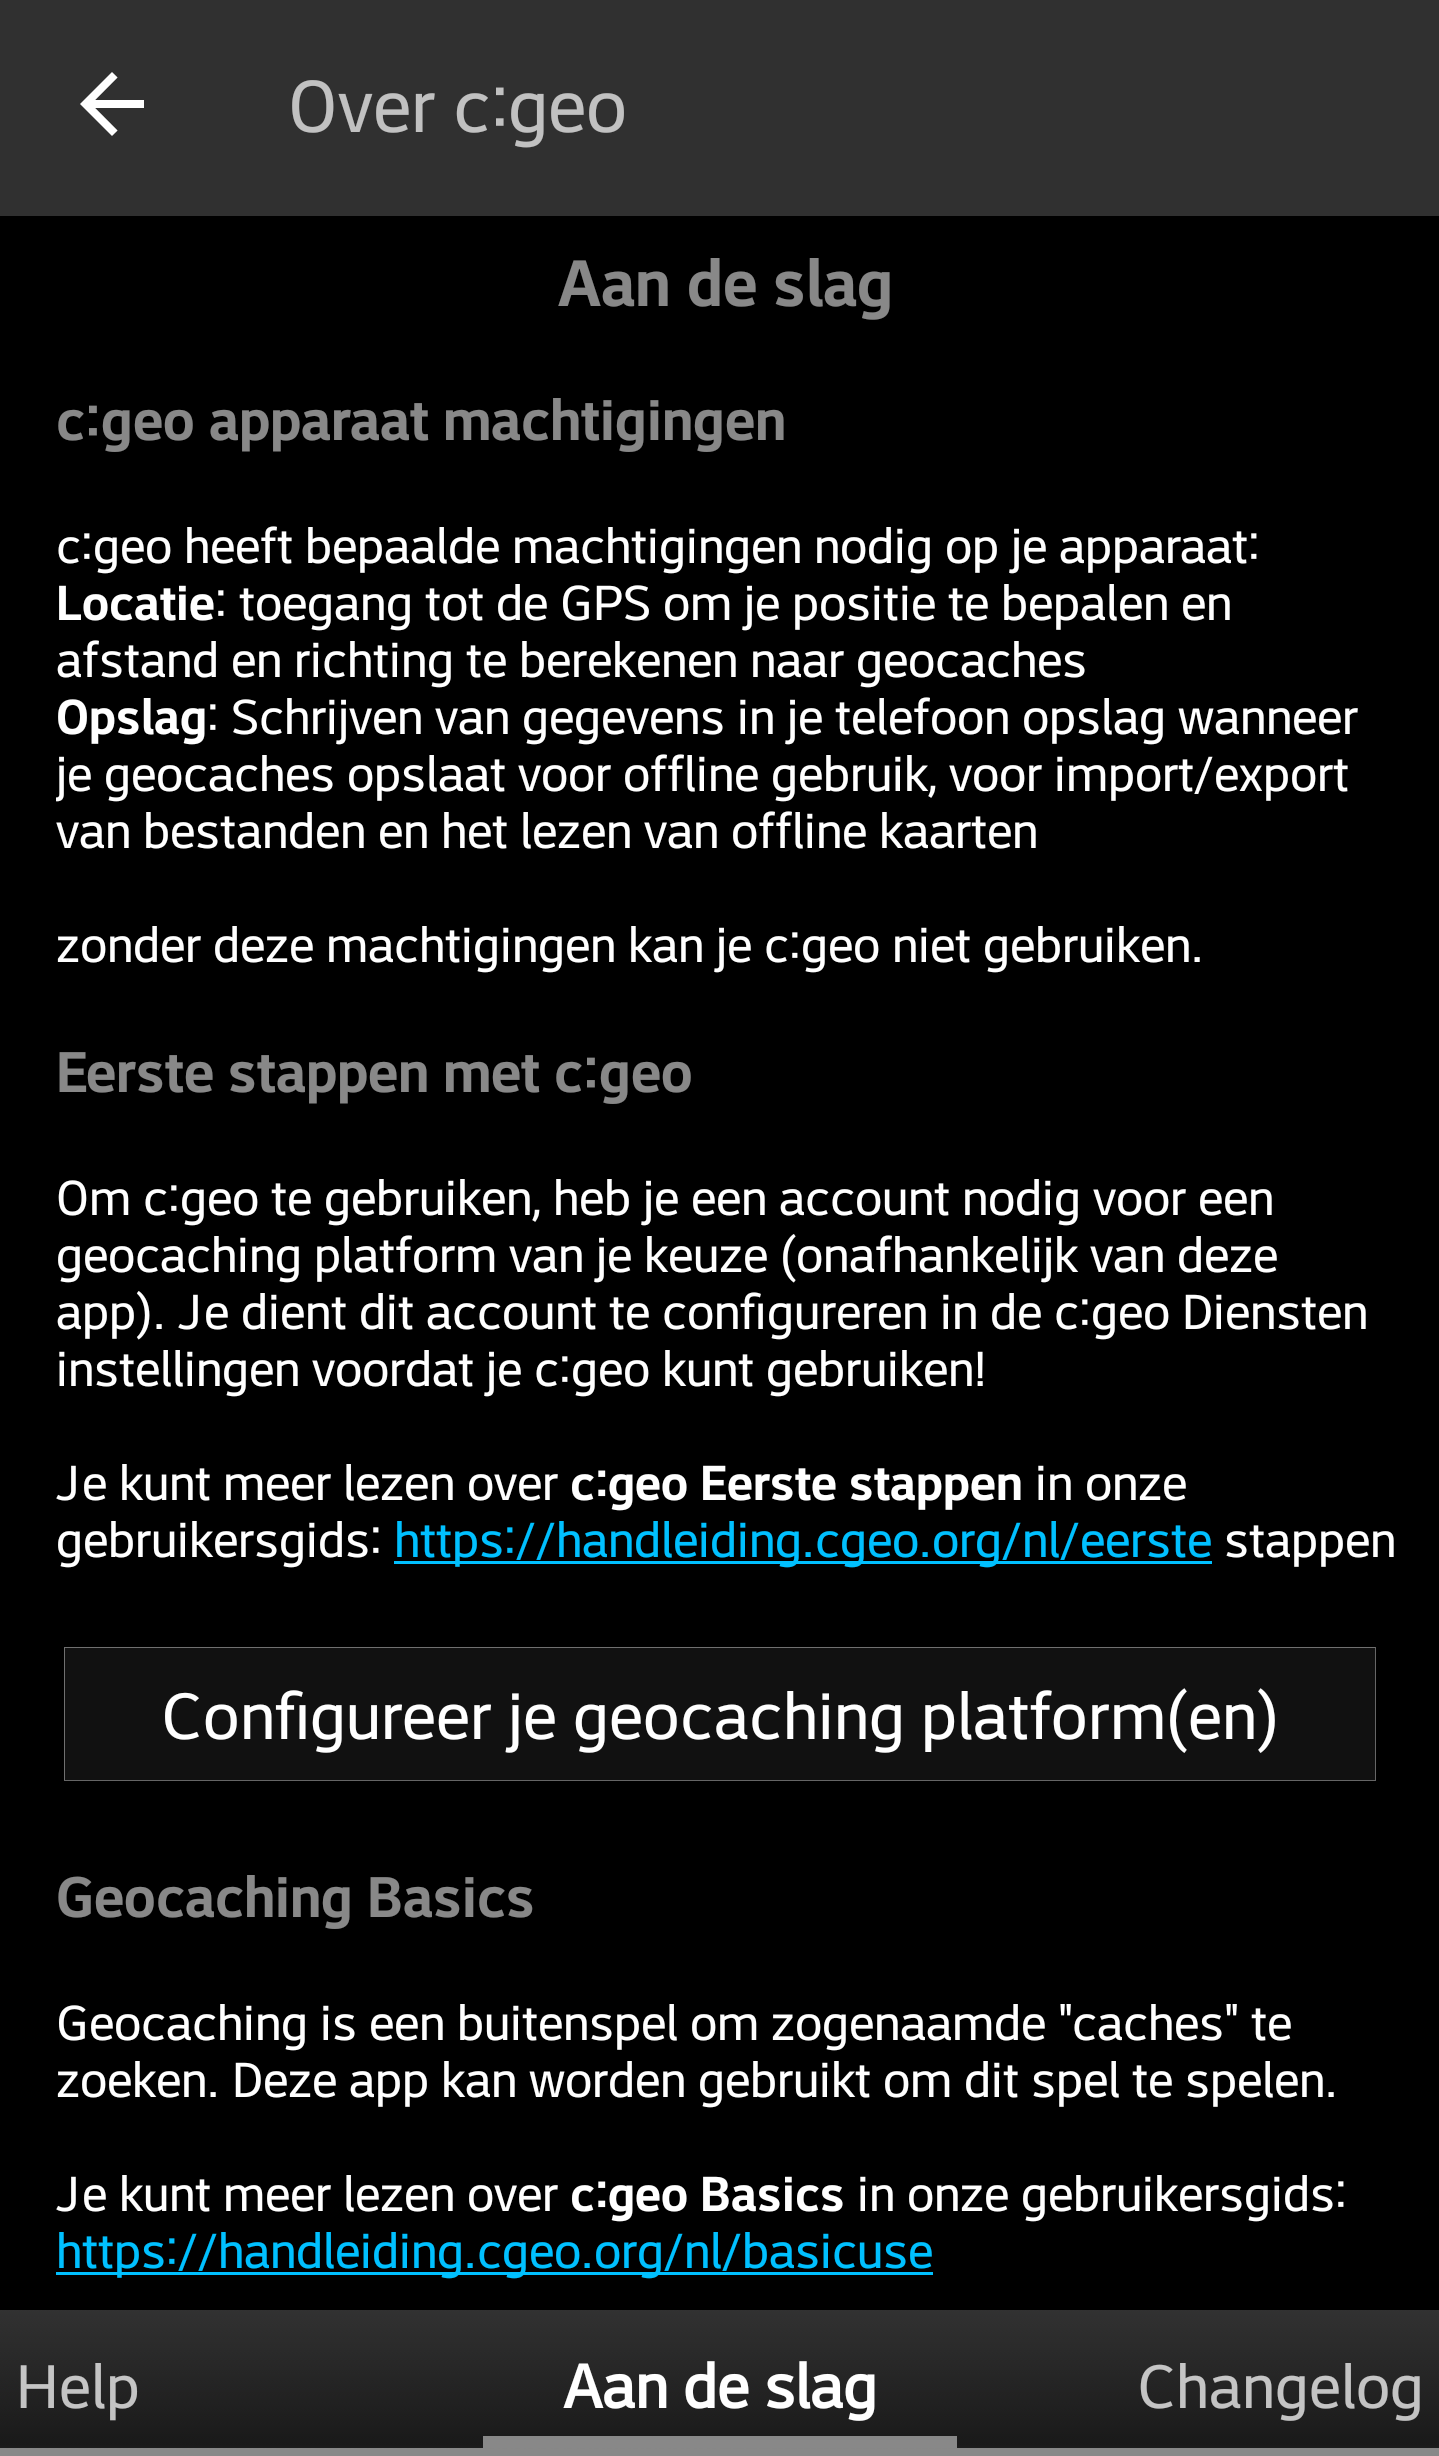 Over c:geo
Aan de slag
c:geo apparaat machtigingen
c:geo heeft bepaalde machtigingen nodig op je apparaat:
Locatie: toegang tot de GPS om je positie te bepalen en
afstand en richting te berekenen naar geocaches
Opslag: Schrijven van gegevens in je telefoon opslag wanneer
je geocaches opslaat voor offline gebruik, voor import/export
van bestanden en het lezen van offline kaarten
zonder deze machtigingen kan je c:geo niet gebruiken.
Eerste stappen met c:geo
Om c:geo te gebruiken, heb je een account nodig voor een
geocaching platform van je keuze (onafhankelijk van deze
app). Je dient dit account te configureren in de c:geo Diensten
instellingen voordat je c:geo kunt gebruiken!
Je kunt meer lezen over c:geo Eerste stappen in onze
gebruikersgids: https://handleiding.cgeo.org/nl/eerste stappen
Configureer je geocaching platform(en)
Geocaching Basics
Geocaching is een buitenspel om zogenaamde "caches" te
zoeken. Deze app kan worden gebruikt om dit spel te spelen.
Je kunt meer lezen over c:geo Basics in onze gebruikersgids:
https://handleiding.cgeo.org/nl/basicuse
Help
Aan de slag
Changelog